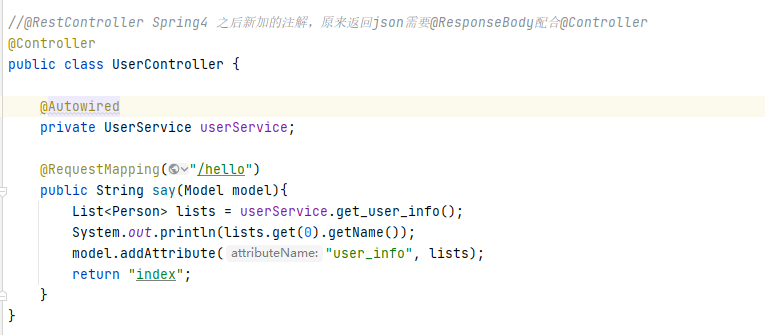 //@RestController Spring4 之后新加的注解，原来返回json需要@ResponseBody配合@Controller
@Controller
public class UserController {
@Autowired
private UserService userService;
@RequestMapping("/hello")
public String say(Model model){
List<Person> lists = userService.get_user_info();
System.out.println(lists.get(0).getName());
model.addAttribute( attributeName: "user_info", lists);
return "index";
}
}